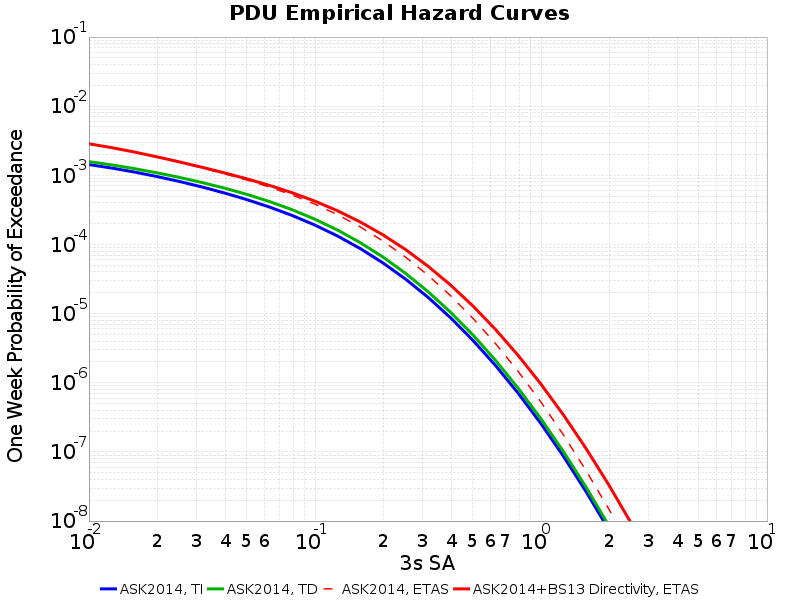 PDU Empirical Hazard Curves
One Week Probability of Exceedance
10-1
10-2
10-3
10-4
10-5
10-6
10-7
10-8
10-2 2 3 4 5 6 10-1 2 3 4 5 6 7 100 2 3 4 5 6 7 101
3s SA
ASK2014, TI ASK2014, TD ASK2014, ETAS ASK2014+BS13 Directivity, ETAS